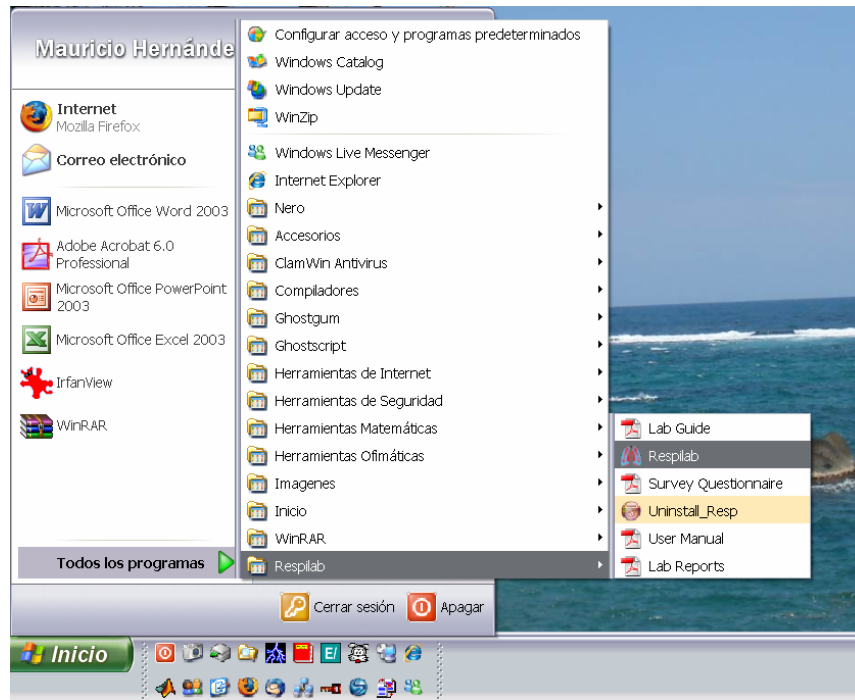 Mauricio Hernánde
Internet
Mozilla Firefox
Correo electrónico
Microsoft Office Word 2003
Adobe Acrobat 6.0
Professional
Microsoft Office PowerPoint
2003
Microsoft Office Excel 2003
IrfanView
WinRAR
Todos los programas
Configurar acceso y programas predeterminados
Windows Catalog
Windows Update
WinZip
Windows Live Messenger
Internet Explorer
Nero
Accesorios
ClamWin Antivirus
Compiladores
Ghostgum
Ghostscript
Herramientas de Internet
Herramientas de Seguridad
Herramientas Matemáticas
Herramientas Ofimáticas
Imagenes
Inicio
WinRAR
Respilab
Lab Guide
Respilab
Survey Questionnaire
Uninstall_Resp
User Manual
Lab Reports
Cerrar sesión
Apagar
Inicio